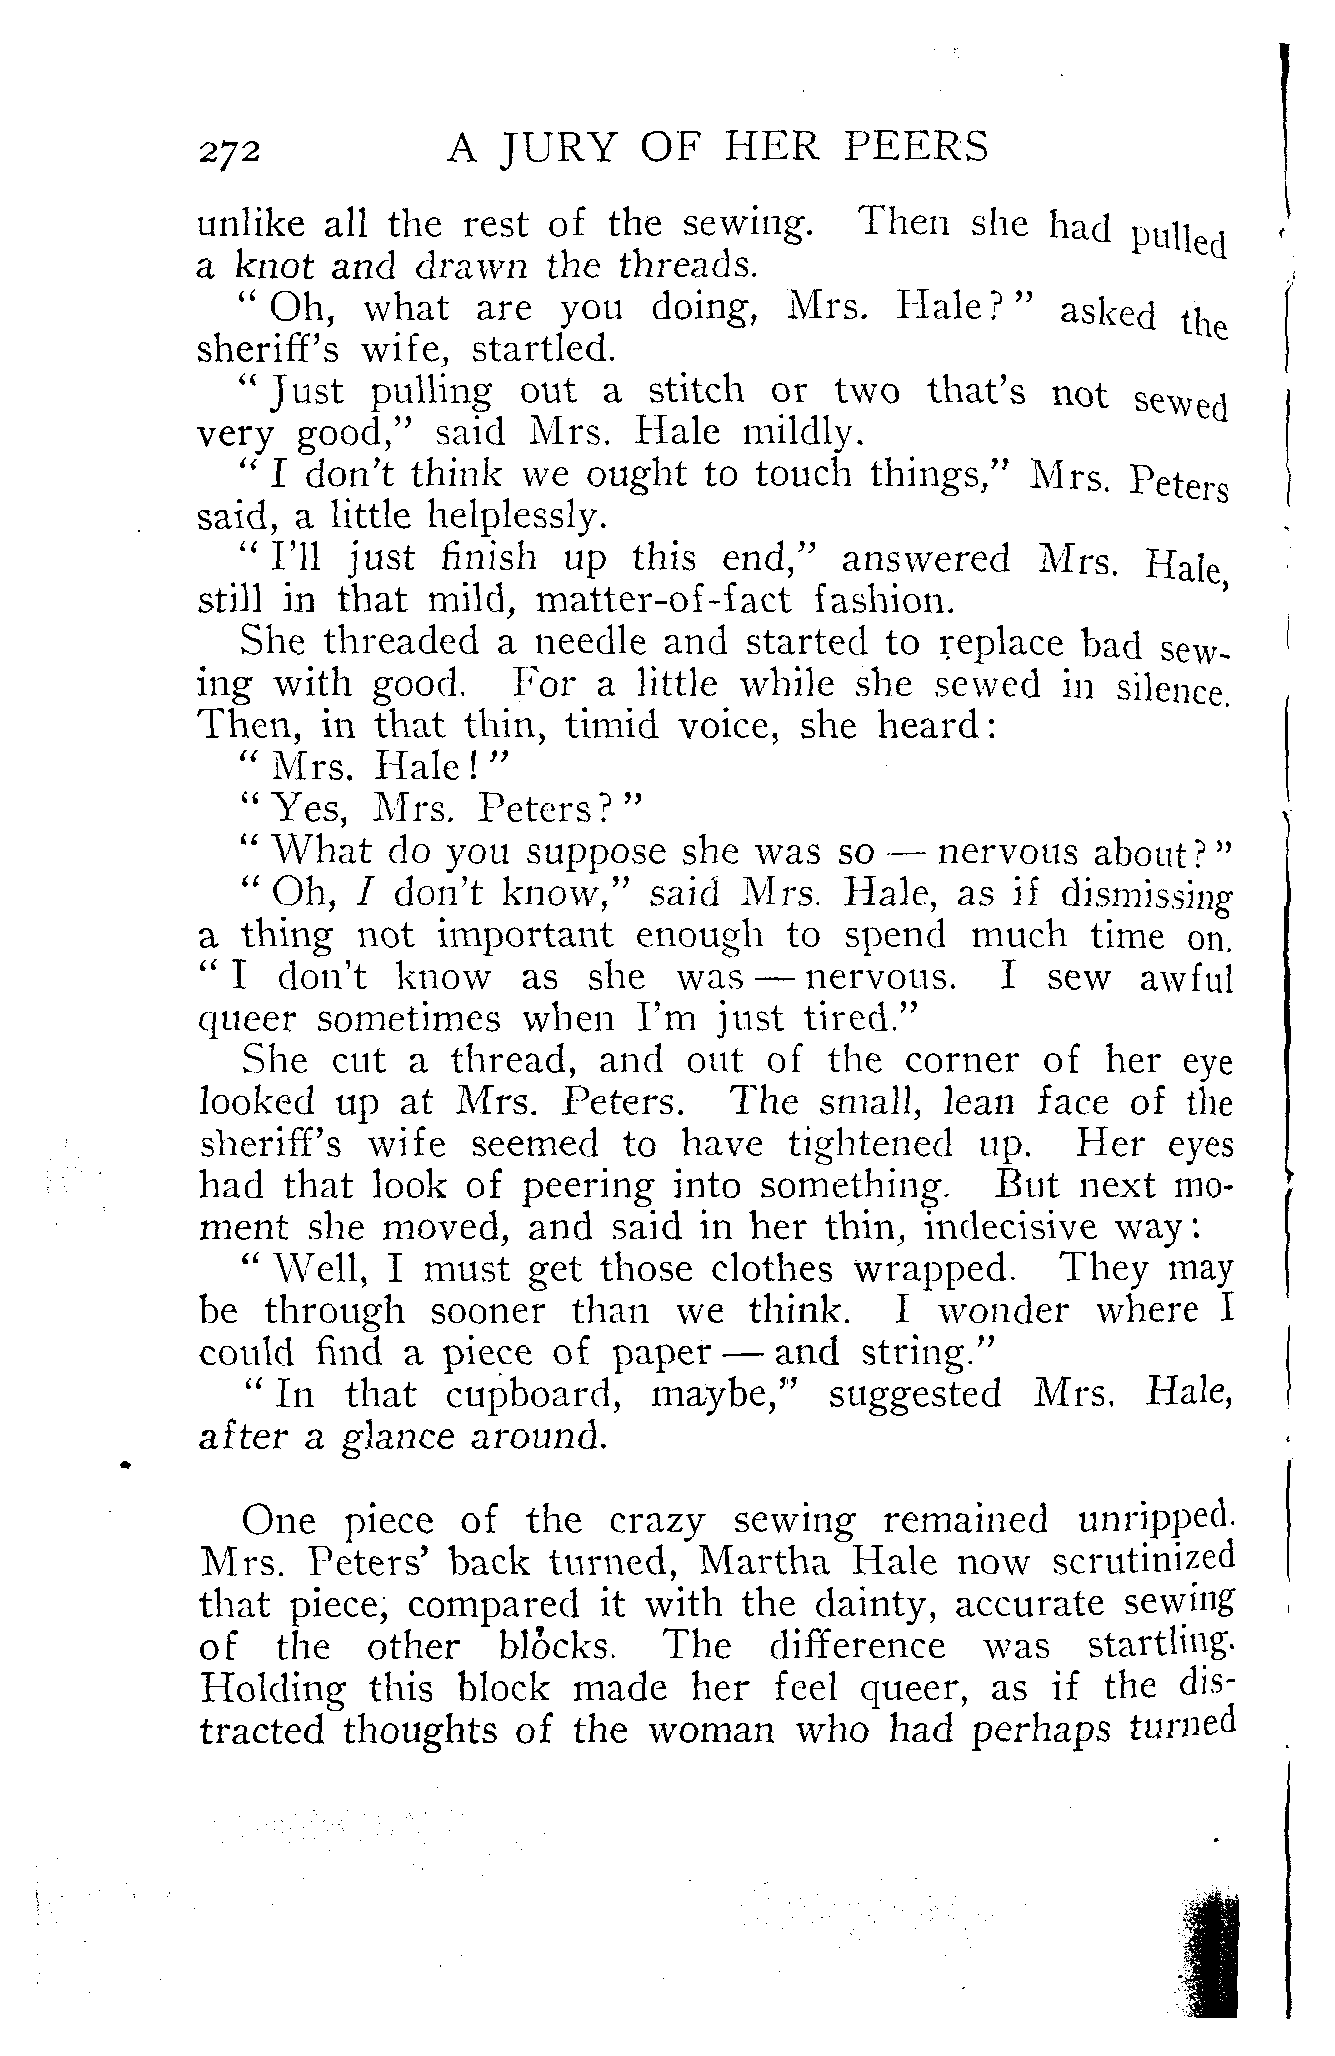 272 A JURY OF HER PEERS
unlike all the rest of the sewing. Then she had pulled
a knot and drawn the threads.
“ Oh, what are you doing, Mrs. Hale? ” asked the
sheriff’s wife, startled.
“ Just pulling out a stitch or two that’s not sewed
very good,” said Mrs. Hale mildly.
“ I don’t think we ought to touch things,” Mrs. Peters
said, a little helplessly.
“ I’ll just finish up this end,” answered Mrs. Hale,
still in that mild, matter-of-fact fashion.
She threaded a needle and started to replace bad sew-
ing with good. For a little while she sewed in silence.
Then, in that thin, timid voice, she heard:
“ Mrs. Hale! ”
“ Yes, Mrs. Peters? ”
“ What do you suppose she was so — nervous about? ”
“ Oh, I don’t know,” said Mrs. Hale, as if dismissing
a thing not important enough to spend much time on.
“ I don’t know as she was — nervous. I sew awful
queer sometimes when I’m just tired.”
She cut a thread, and out of the corner of her eye
looked up at Mrs. Peters. The small, lean face of the
sheriff’s wife seemed to have tightened up. Her eyes
had that look of peering into something. But next mo-
ment she moved, and said in her thin, indecisive way:
“ Well, I must get those clothes wrapped. They may
be through sooner than we think. I wonder where I
could find a piece of paper — and string.”
“ In that cupboard, maybe,” suggested Mrs. Hale,
after a glance around.
One piece of the crazy sewing remained unripped.
Mrs. Peters’ back turned, Martha Hale now scrutinized
that piece, compared it with the dainty, accurate sewing
of the other blocks. The difference was startling.
Holding this block made her feel queer, as if the dis-
tracted thoughts of the woman who had perhaps turned